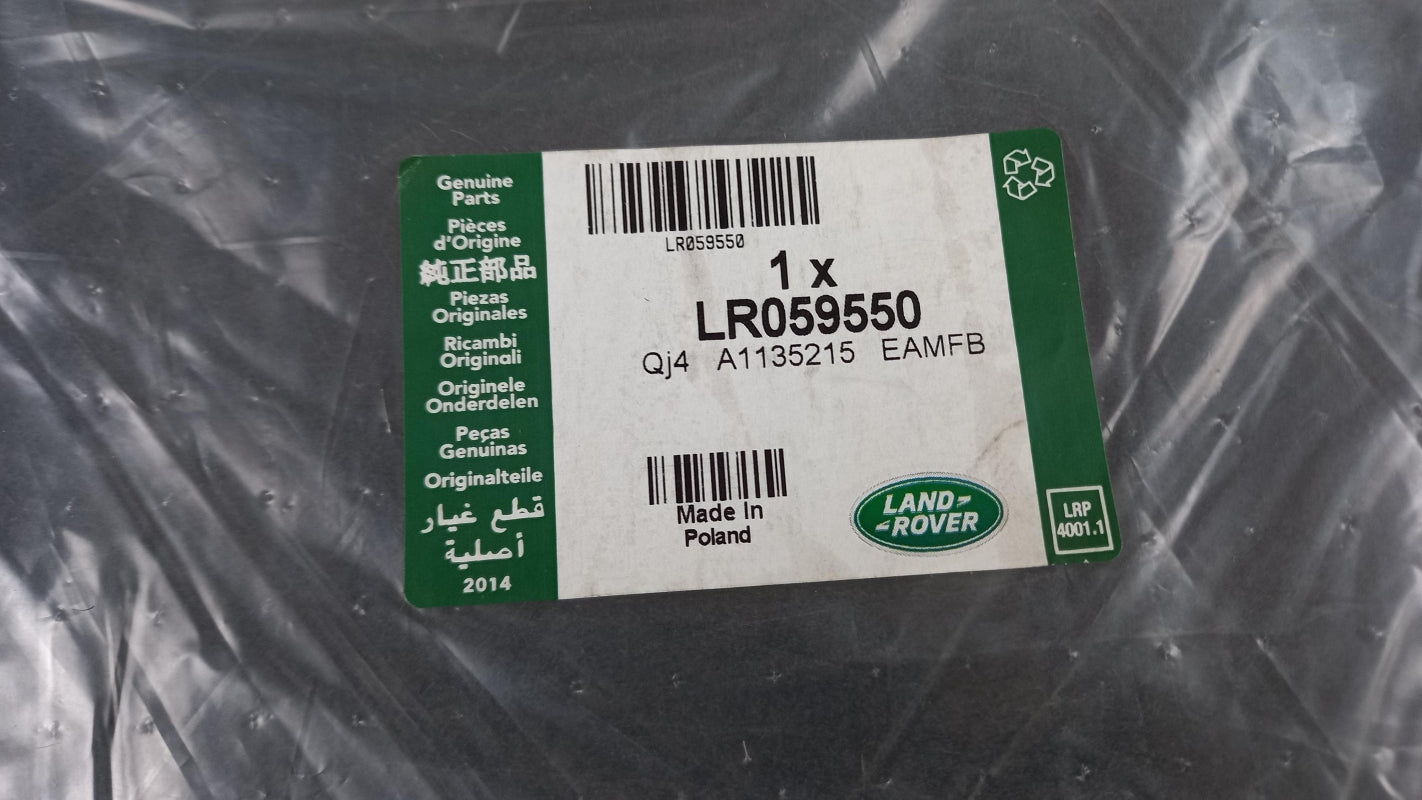 Genuine
Parts
Pièces
d'Origine
純正部品
Piezas
Originales
Ricambi
Originali
Originele
Onderdelen
Peças
Genuinas
Originalteile
قطع غيار
أصلية
2014
LR059550
1 x
LR059550
Qj4 A1135215 EAMFB
Made In
Poland
LAND
ROVER
LRP
4001.1